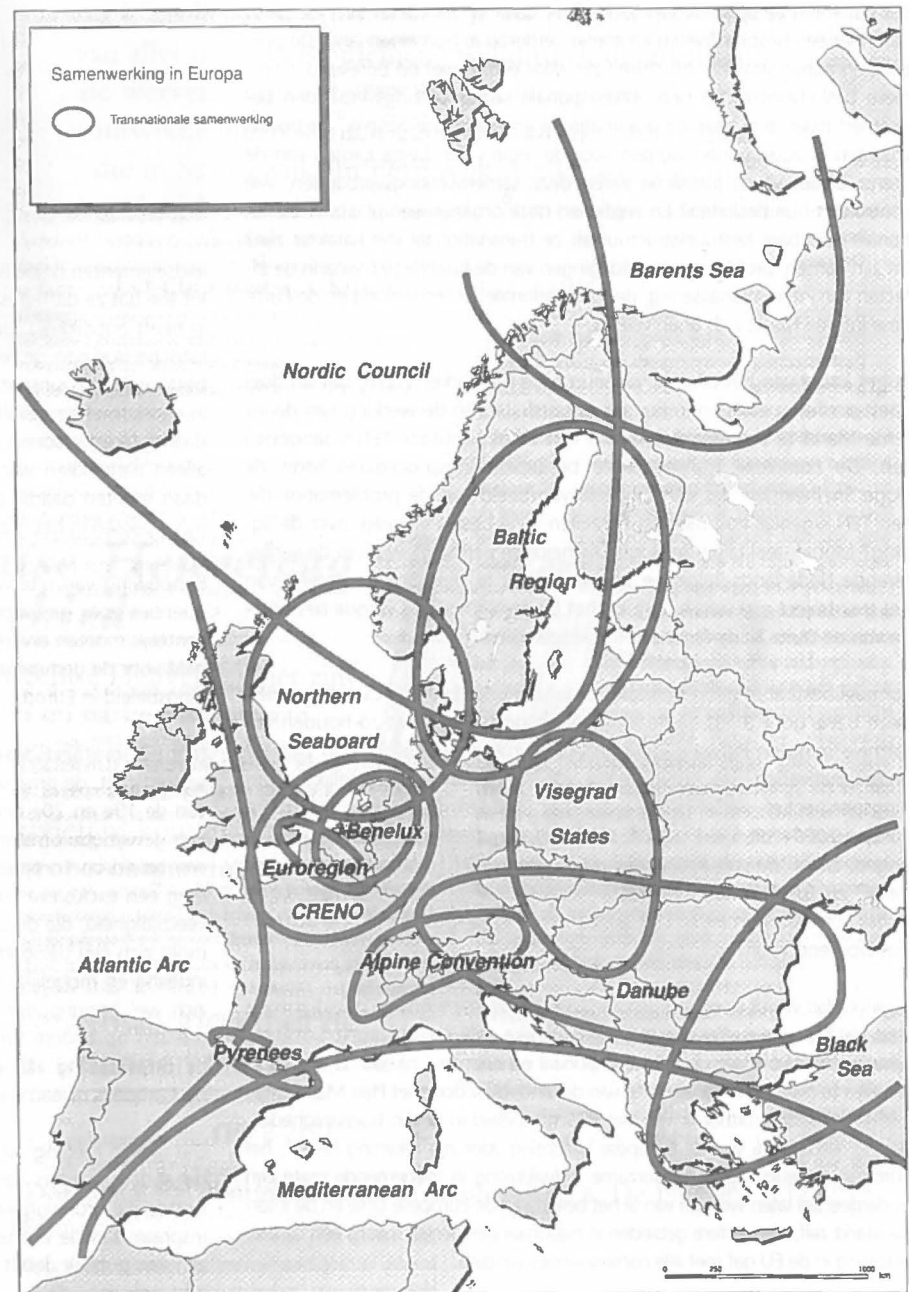 Samenwerking in Europa
Transnationale samenwerking
Barents Sea
Nordic Council
Baltic
Region
Northern
Seaboard
Visegrad
States
Benelux
Euroregion
CRENO
Atlantic Arc
Alpine Convention
Danube
Black
Sea
Pyredees
Mediterranean Arc
0 250 1000
km